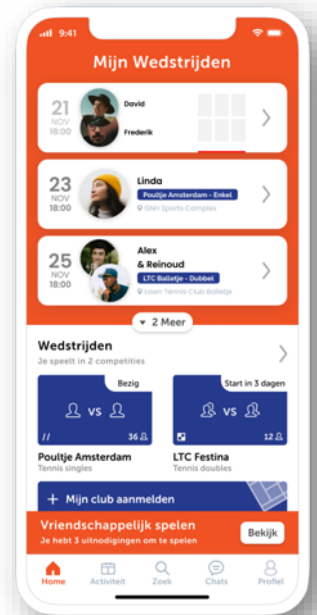 9:41
Mijn Wedstrijden
21
NOV
18:00
David
Frederik
23
NOV
18:00
Linda
Poultje Amsterdam - Enkel
GNH Sports Complex
25
NOV
18:00
Alex
& Reinoud
LTC Balletje - Dubbel
Lawn Tennis Club Balletje
2 Meer
Wedstrijden
Je speelt in 2 competities
Bezig
VS
// 36
Poultje Amsterdam
Tennis singles
Start in 3 dagen
VS
12
LTC Festina
Tennis doubles
+ Mijn club aanmelden
Vriendschappelijk spelen
Je hebt 3 uitnodigingen om te spelen
Bekijk
Home
Activiteit
Zoek
Chats
Profiel